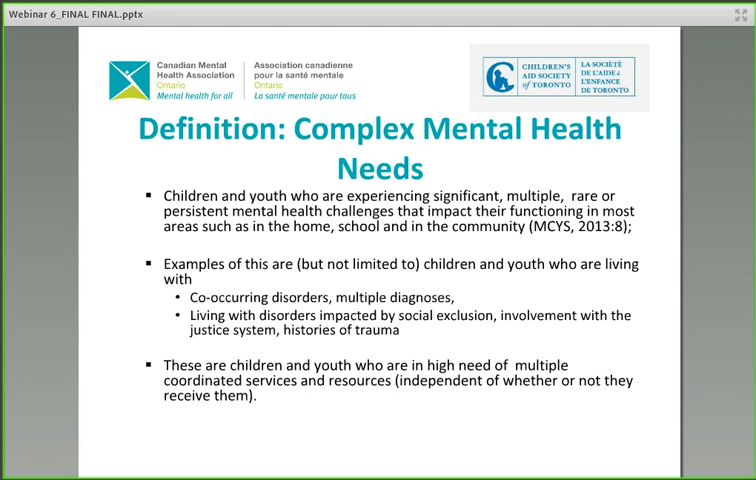 Webinar 6_FINAL FINAL.pptx
Canadian Mental
Health Association
Ontario
Mental health for all
Association canadienne
pour la santé mentale
Ontario
La santé mentale pour tous
CHILDREN'S
AID SOCIETY
of TORONTO
LA SOCIÉTÉ
DE L'AIDE À
L'ENFANCE
DE TORONTO
Definition: Complex Mental Health
Needs
▪ Children and youth who are experiencing significant, multiple, rare or
persistent mental health challenges that impact their functioning in most
areas such as in the home, school and in the community (MCYS, 2013:8);
▪ Examples of this are (but not limited to) children and youth who are living
with
• Co-occurring disorders, multiple diagnoses,
• Living with disorders impacted by social exclusion, involvement with the
justice system, histories of trauma
▪ These are children and youth who are in high need of multiple
coordinated services and resources (independent of whether or not they
receive them).